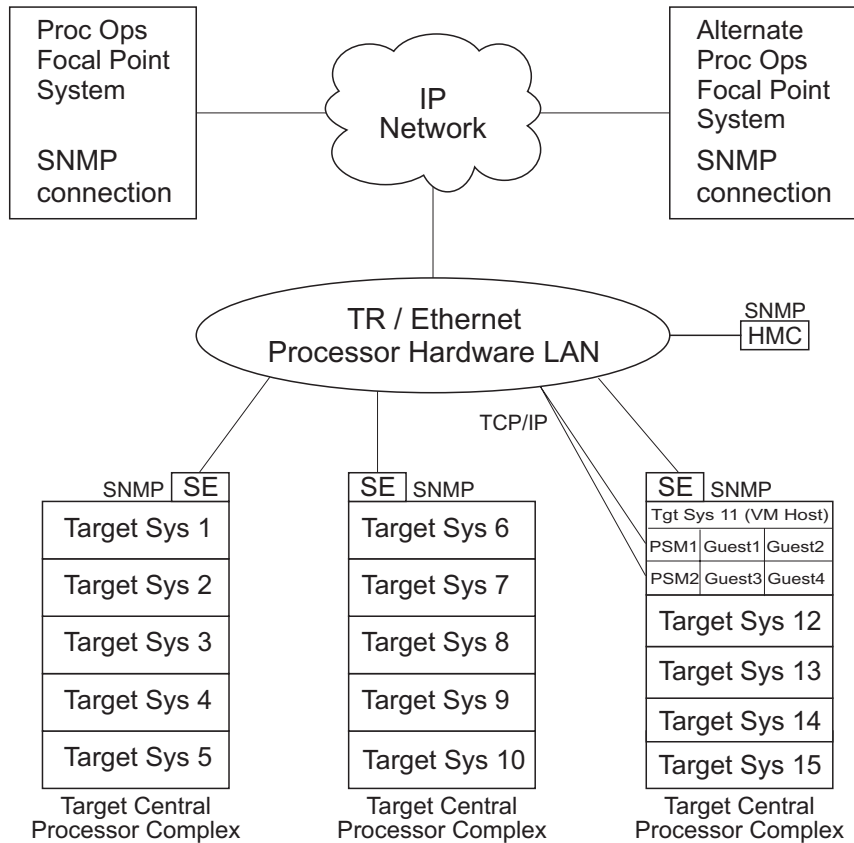 Proc Ops
Focal Point
System
SNMP
connection
IP
Network
Alternate
Proc Ops
Focal Point
System
SNMP
connection
TR / Ethernet
Processor Hardware LAN
SNMP
HMC
TCP/IP
SNMP SE
Target Sys 1
Target Sys 2
Target Sys 3
Target Sys 4
Target Sys 5
Target Central
Processor Complex
SE SNMP
Target Sys 6
Target Sys 7
Target Sys 8
Target Sys 9
Target Sys 10
Target Central
Processor Complex
SE SNMP
Tgt Sys 11 (VM Host)
PSM1 Guest1 Guest2
PSM2 Guest3 Guest4
Target Sys 12
Target Sys 13
Target Sys 14
Target Sys 15
Target Central
Processor Complex